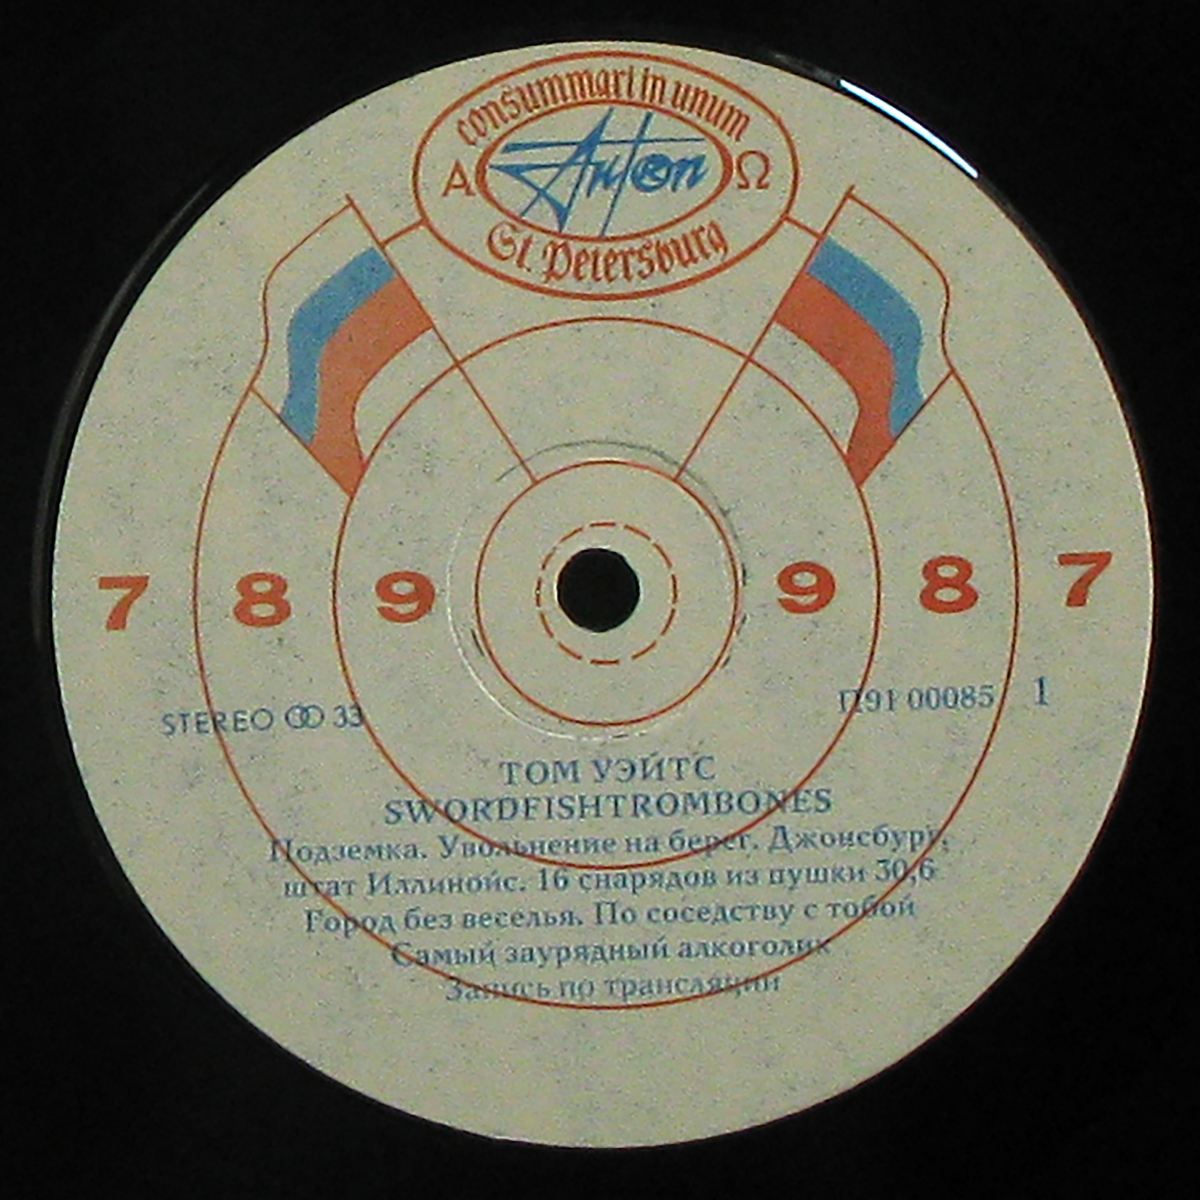 consummari in unum
A Anton Ω
St. Petersburg
7 8 9 9 8 7
STEREO 33
П91 00085 1
ТОМ УЭЙТС
SWORDFISHTROMBONES
Подземка. Увольнение на берег. Джонсбург,
штат Иллинойс. 16 снарядов из пушки 30,6
Город без веселья. По соседству с тобой
Самый заурядный алкоголик
Запись по трансляции